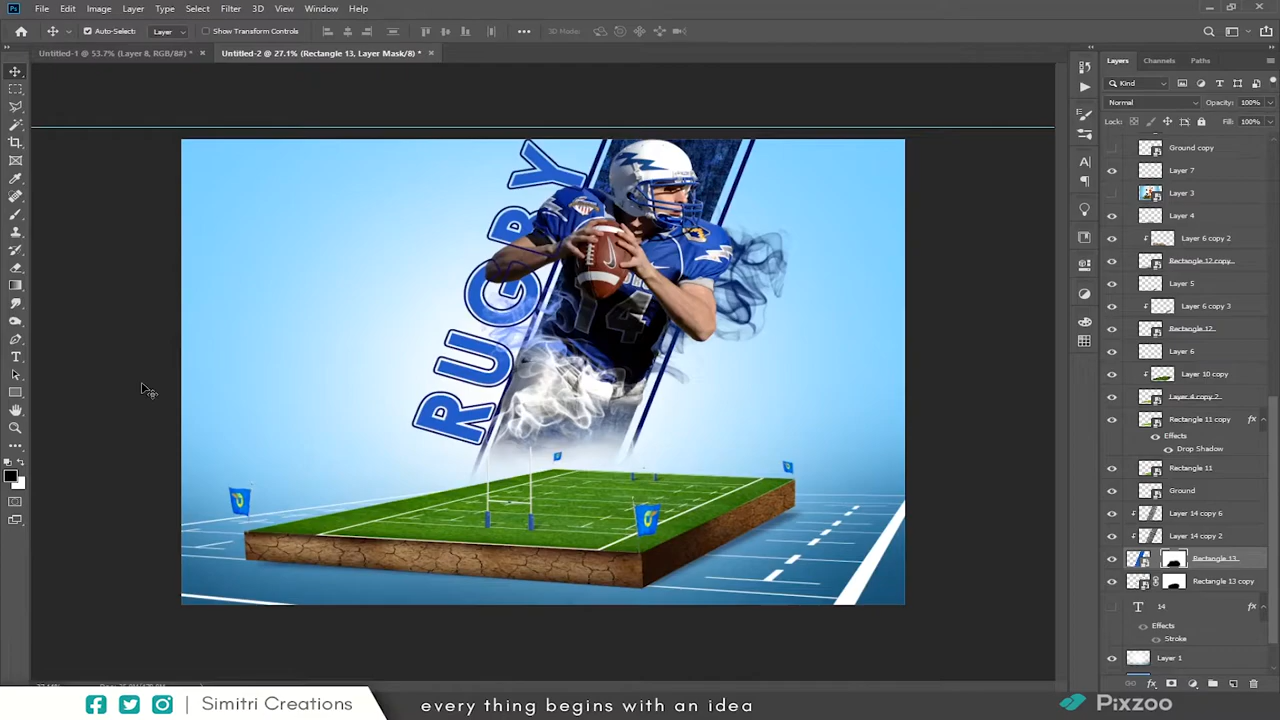 Ps File Edit Image Layer Type Select Filter 3D View Window Help
Auto-Select: Layer Show Transform Controls 3D Mode:
Untitled-1 @ 53.7% (Layer 8, RGB/8#) * × Untitled-2 @ 27.1% (Rectangle 13, Layer Mask/8) * ×
Layers Channels Paths
Kind
Normal Opacity: 100%
Lock: Fill: 100%
Ground copy
Layer 7
Layer 3
Layer 4
Layer 6 copy 2
Rectangle 12 copy
Layer 5
Layer 6 copy 3
Rectangle 12
Layer 6
Layer 10 copy
Layer 4 copy 2
Rectangle 11 copy fx
Effects
Drop Shadow
Rectangle 11
Ground
Layer 14 copy 6
Layer 14 copy 2
Rectangle 13
Rectangle 13 copy
T 14 fx
Effects
Stroke
Layer 1
RUGBY
14
Simitri Creations
every thing begins with an idea
Pixzoo